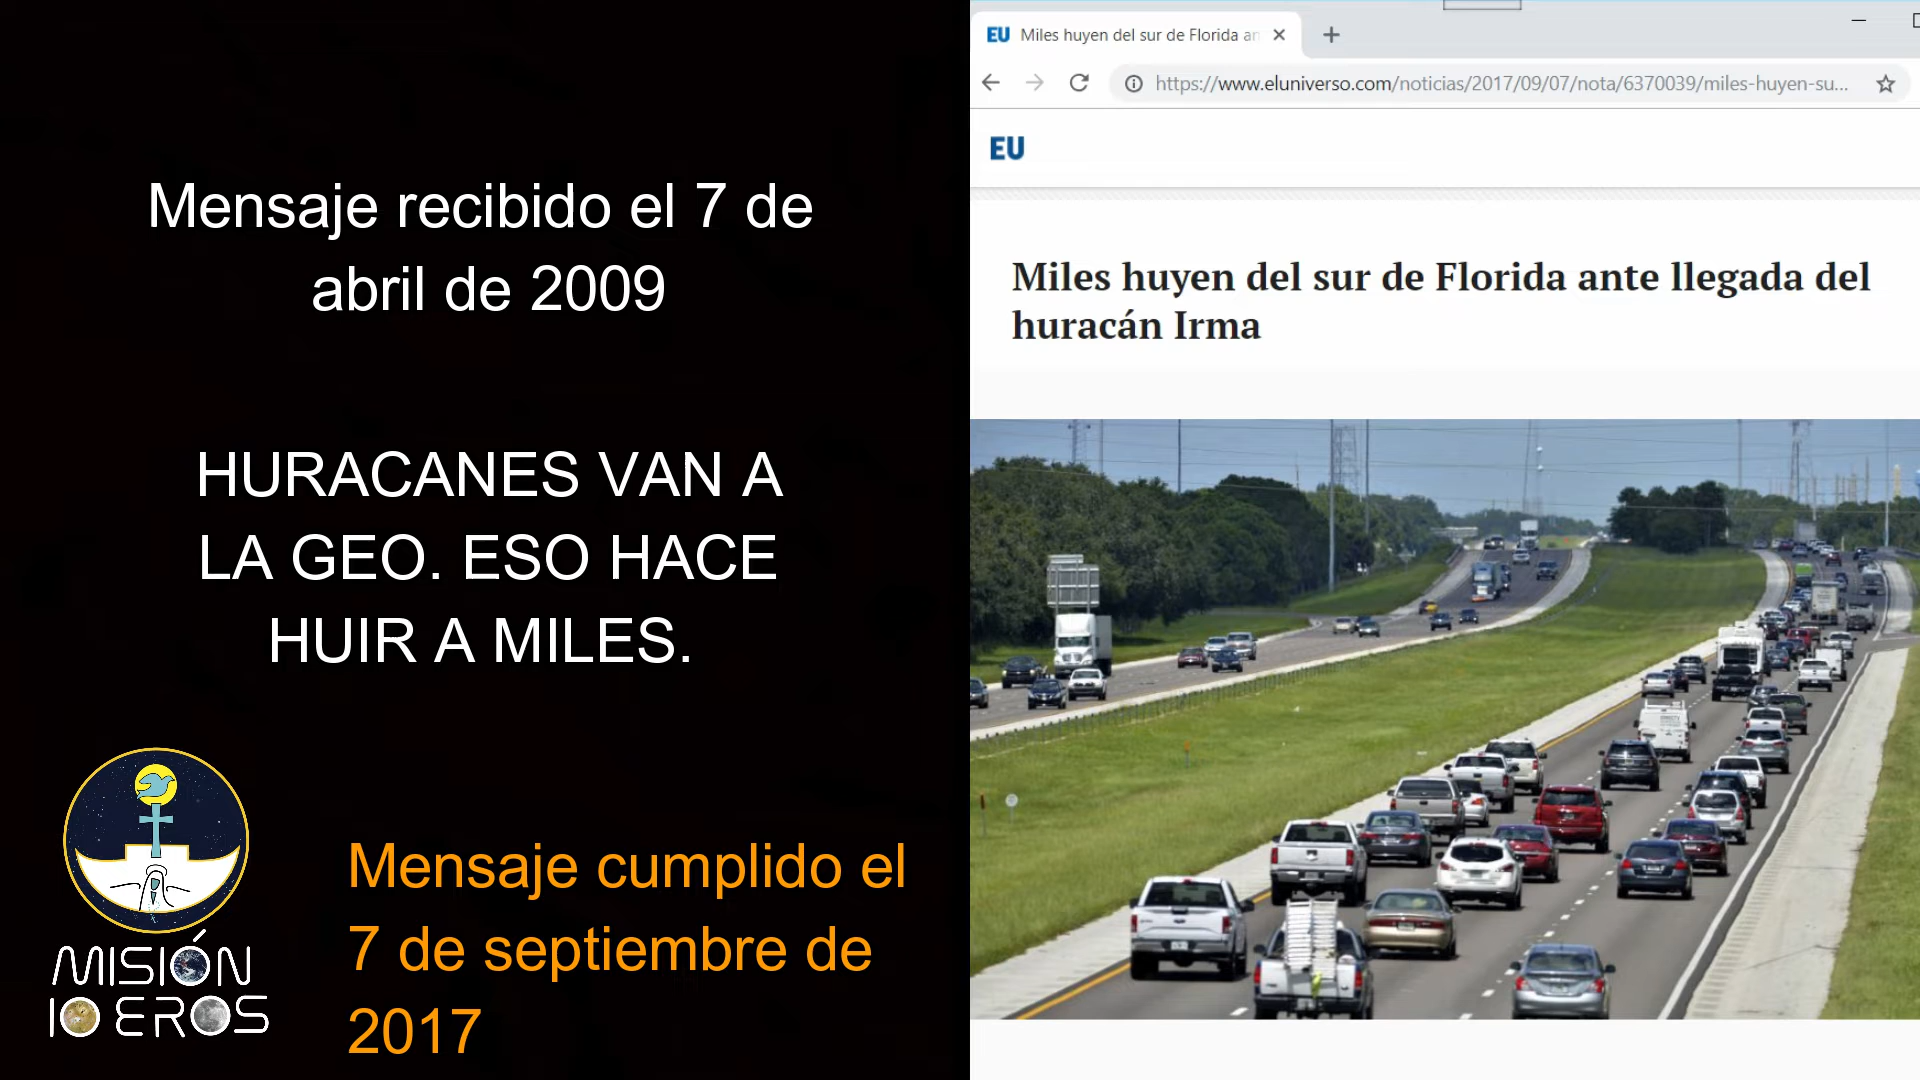 Mensaje recibido el 7 de
abril de 2009
HURACANES VAN A
LA GEO. ESO HACE
HUIR A MILES.
MISIÓN
IO EROS
Mensaje cumplido el
7 de septiembre de
2017
EU Miles huyen del sur de Florida an
https://www.eluniverso.com/noticias/2017/09/07/nota/6370039/miles-huyen-su...
EU
Miles huyen del sur de Florida ante llegada del
huracán Irma